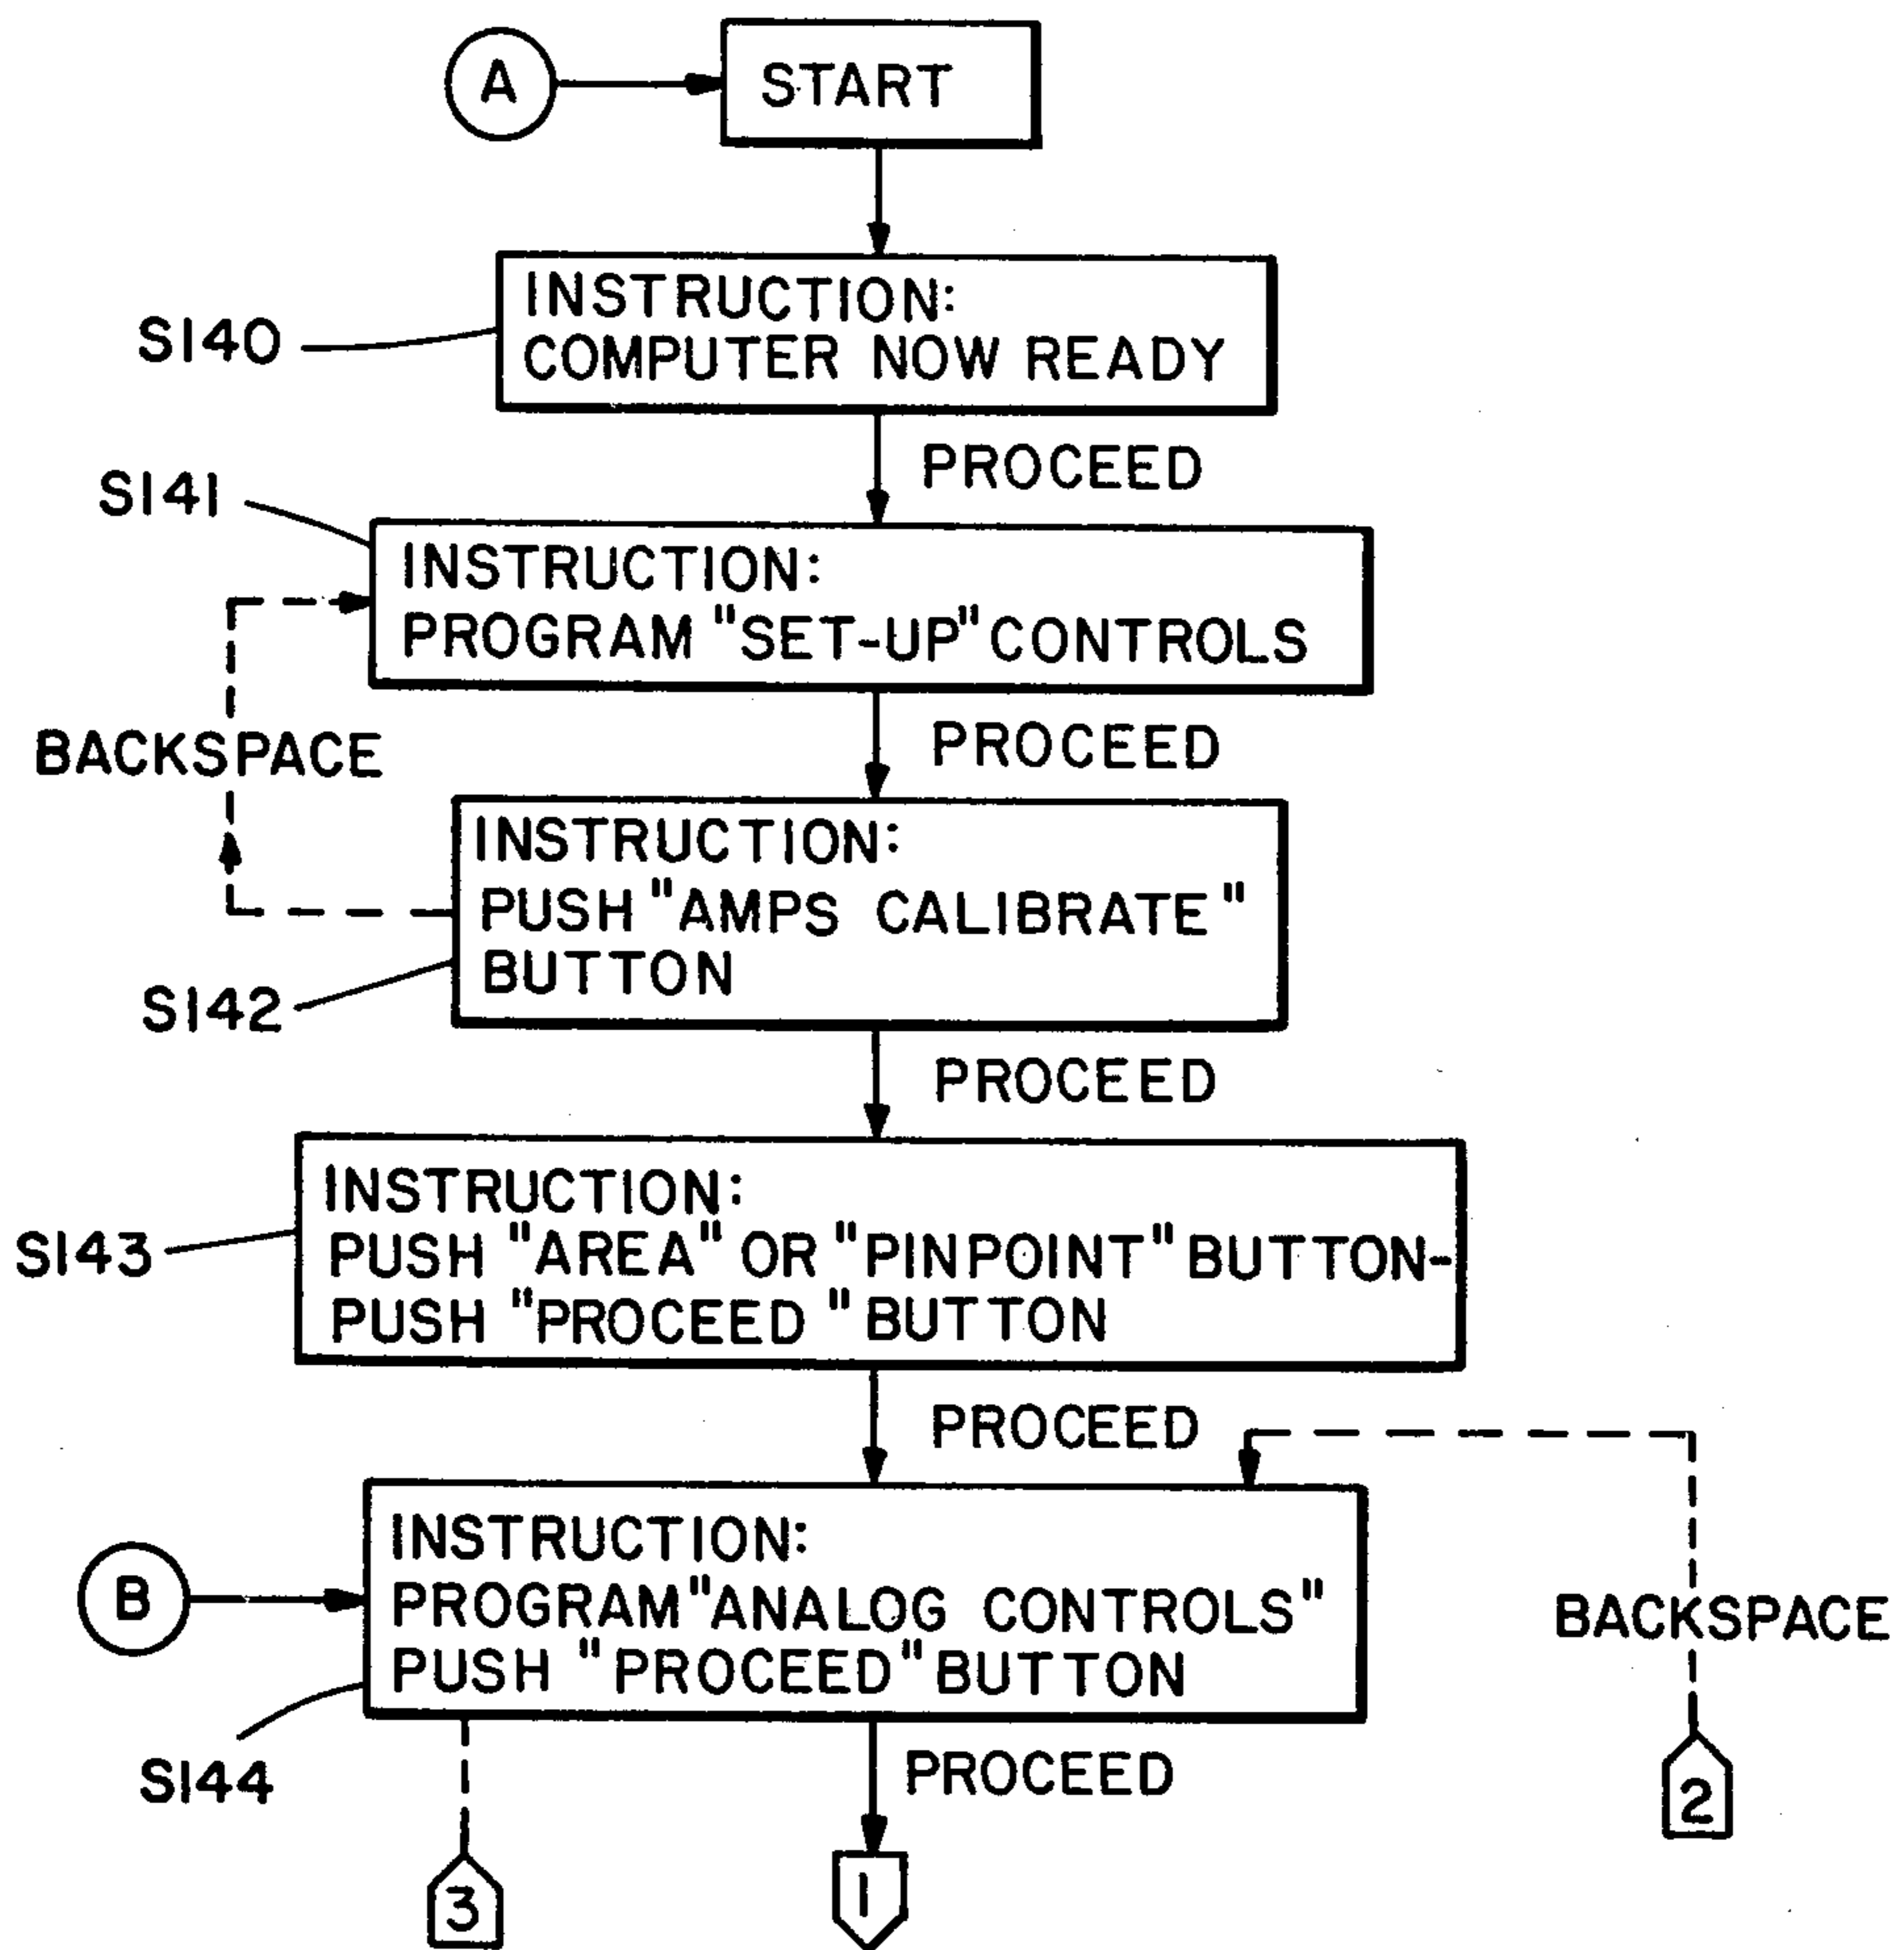 A
START
S140
INSTRUCTION:
COMPUTER NOW READY
PROCEED
S141
INSTRUCTION:
PROGRAM "SET-UP" CONTROLS
BACKSPACE
PROCEED
INSTRUCTION:
PUSH "AMPS CALIBRATE"
BUTTON
S142
PROCEED
S143
INSTRUCTION:
PUSH "AREA" OR "PINPOINT" BUTTON-
PUSH "PROCEED" BUTTON
PROCEED
B
INSTRUCTION:
PROGRAM "ANALOG CONTROLS"
PUSH "PROCEED" BUTTON
BACKSPACE
S144
PROCEED
2
3
1